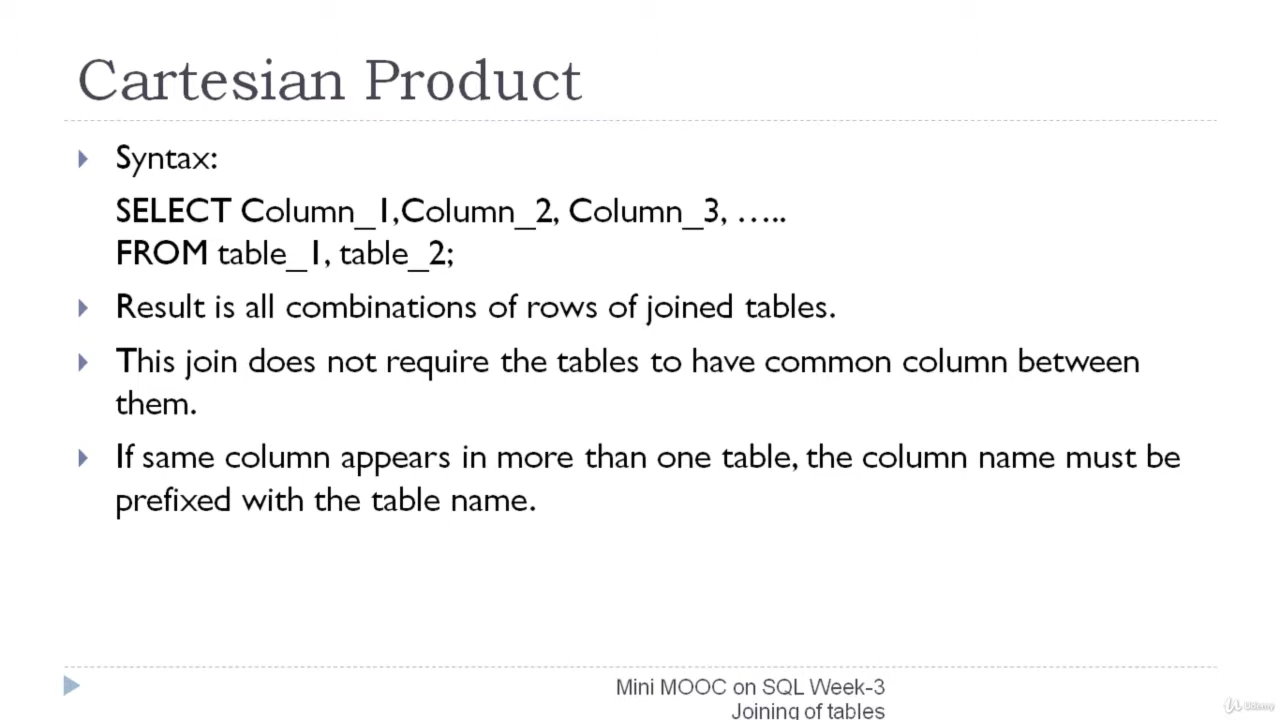 Cartesian Product
Syntax:
SELECT Column_1,Column_2, Column_3, …..
FROM table_1, table_2;
Result is all combinations of rows of joined tables.
This join does not require the tables to have common column between
them.
If same column appears in more than one table, the column name must be
prefixed with the table name.
Mini MOOC on SQL Week-3
Joining of tables
Udemy